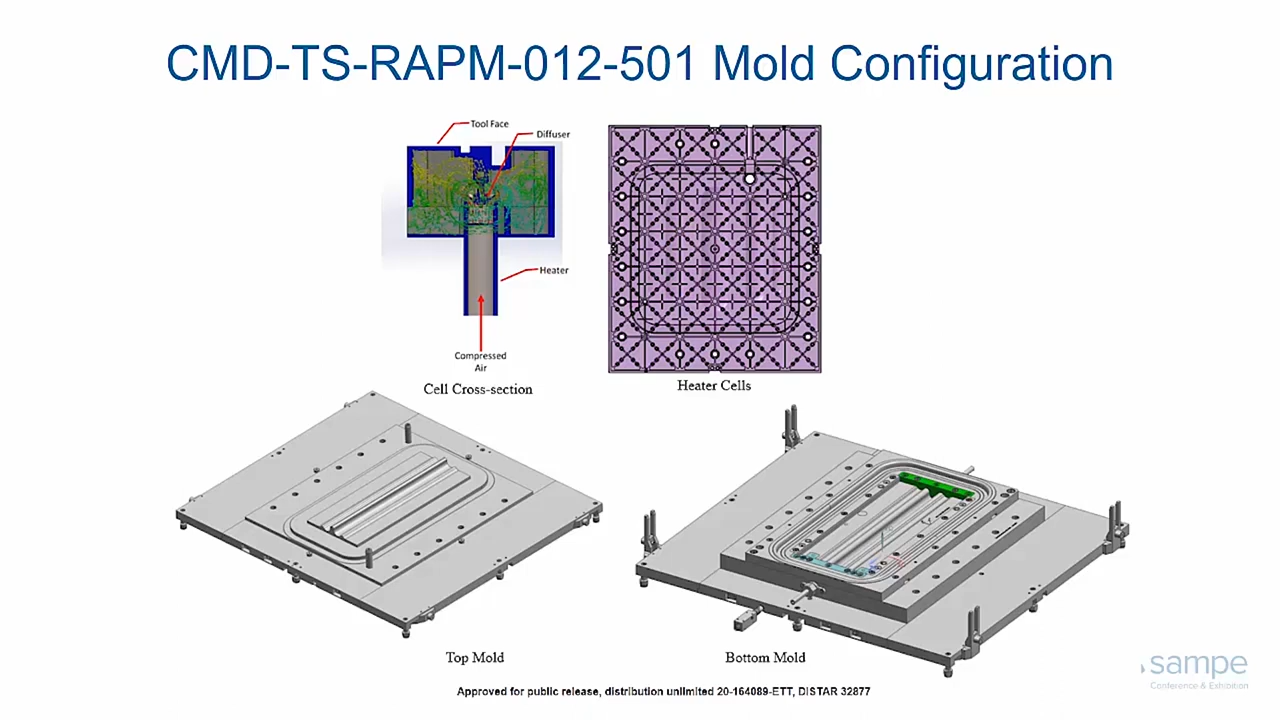 CMD-TS-RAPM-012-501 Mold Configuration
Tool Face
Diffuser
Heater
Compressed
Air
Cell Cross-section
Heater Cells
Top Mold
Bottom Mold
sampe
Conference & Exhibition
Approved for public release, distribution unlimited 20-164089-ETT, DISTAR 32877